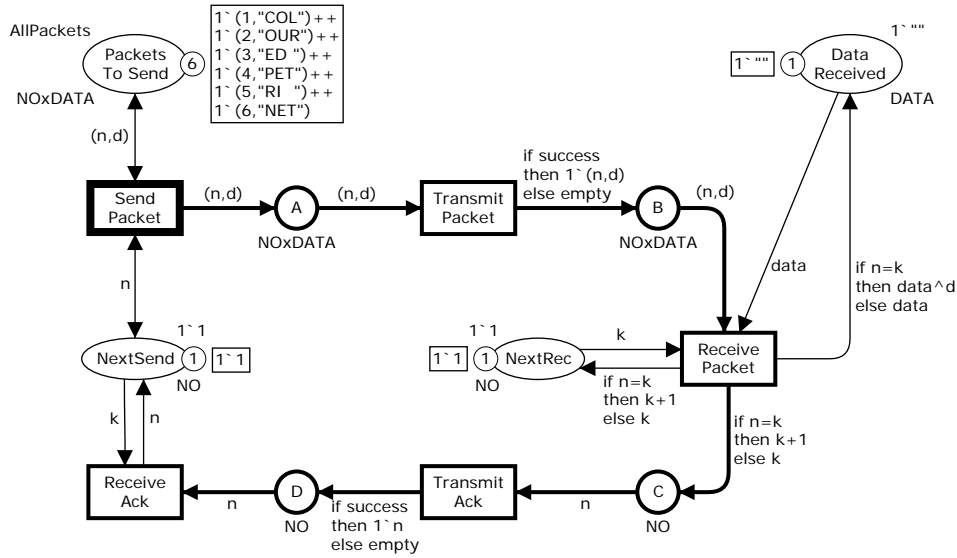 AllPackets
Packets
To Send
6
1`(1,"COL")++
1`(2,"OUR")++
1`(3,"ED ")++
1`(4,"PET")++
1`(5,"RI  ")++
1`(6,"NET")
NOxDATA
1`""
1`""
1
Data
Received
DATA
(n,d)
Send
Packet
(n,d)
A
NOxDATA
(n,d)
Transmit
Packet
if success
then 1`(n,d)
else empty
B
NOxDATA
(n,d)
data
if n=k
then data^d
else data
n
1`1
NextSend
1
1`1
NO
1`1
1`1
1
NextRec
NO
k
if n=k
then k+1
else k
Receive
Packet
k
n
if n=k
then k+1
else k
Receive
Ack
n
D
NO
if success
then 1`n
else empty
Transmit
Ack
n
C
NO